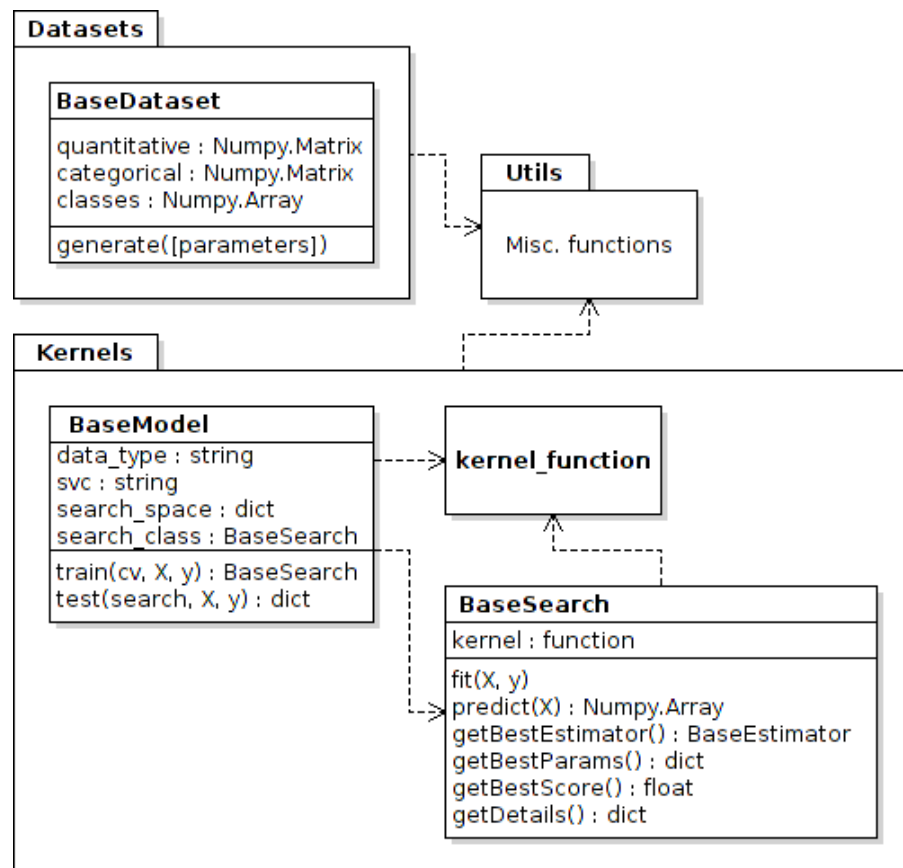 Datasets
BaseDataset
quantitative : Numpy.Matrix
categorical : Numpy.Matrix
classes : Numpy.Array
generate([parameters])
Utils
Misc. functions
Kernels
BaseModel
data_type : string
svc : string
search_space : dict
search_class : BaseSearch
train(cv, X, y) : BaseSearch
test(search, X, y) : dict
kernel_function
BaseSearch
kernel : function
fit(X, y)
predict(X) : Numpy.Array
getBestEstimator() : BaseEstimator
getBestParams() : dict
getBestScore() : float
getDetails() : dict